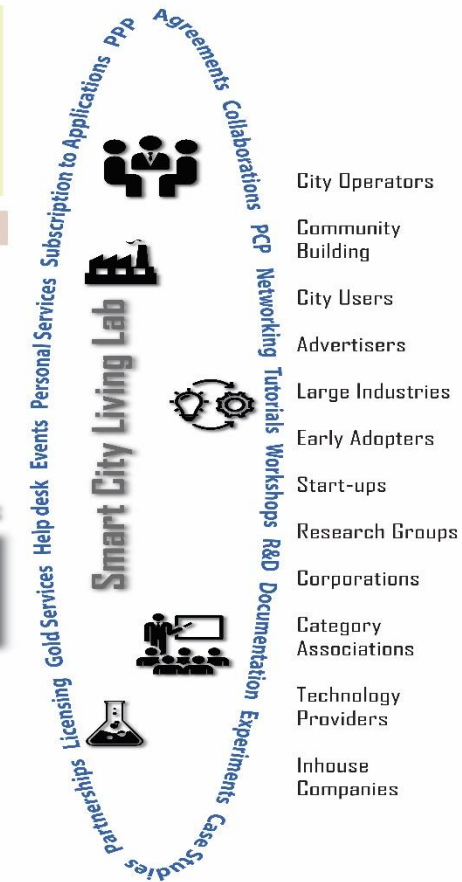 Agreements Collaborations PCP Networking Tutorials Workshops R&D Documentation Experiments Case Studies Partnerships Licensing Gold Services Help desk Events Personal Services Subscription to Applications PPP
Smart City Living Lab
City Operators
Community
Building
City Users
Advertisers
Large Industries
Early Adopters
Start-ups
Research Groups
Corporations
Category
Associations
Technology
Providers
Inhouse
Companies